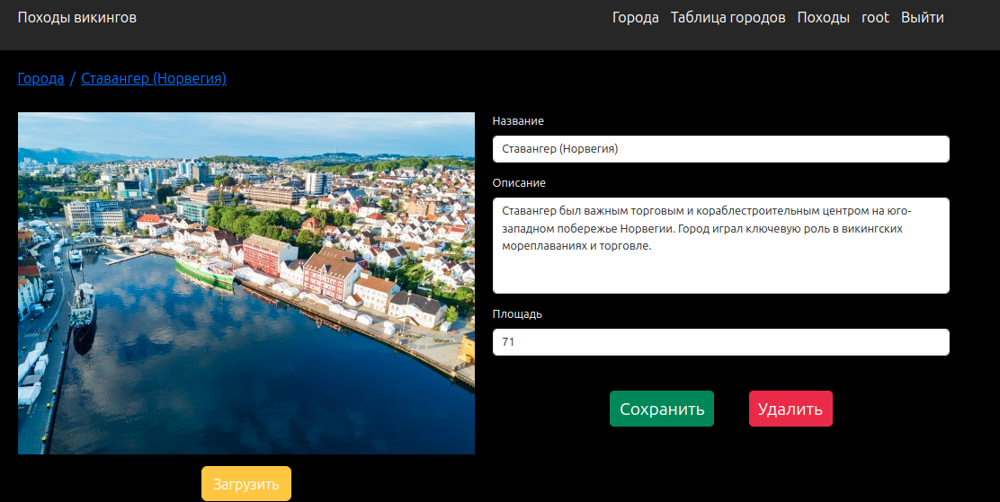 Походы викингов
Города Таблица городов Походы root Выйти
Города / Ставангер (Норвегия)
Название
Ставангер (Норвегия)
Описание
Ставангер был важным торговым и кораблестроительным центром на юго-
западном побережье Норвегии. Город играл ключевую роль в викингских
мореплаваниях и торговле.
Площадь
71
Сохранить Удалить
Загрузить